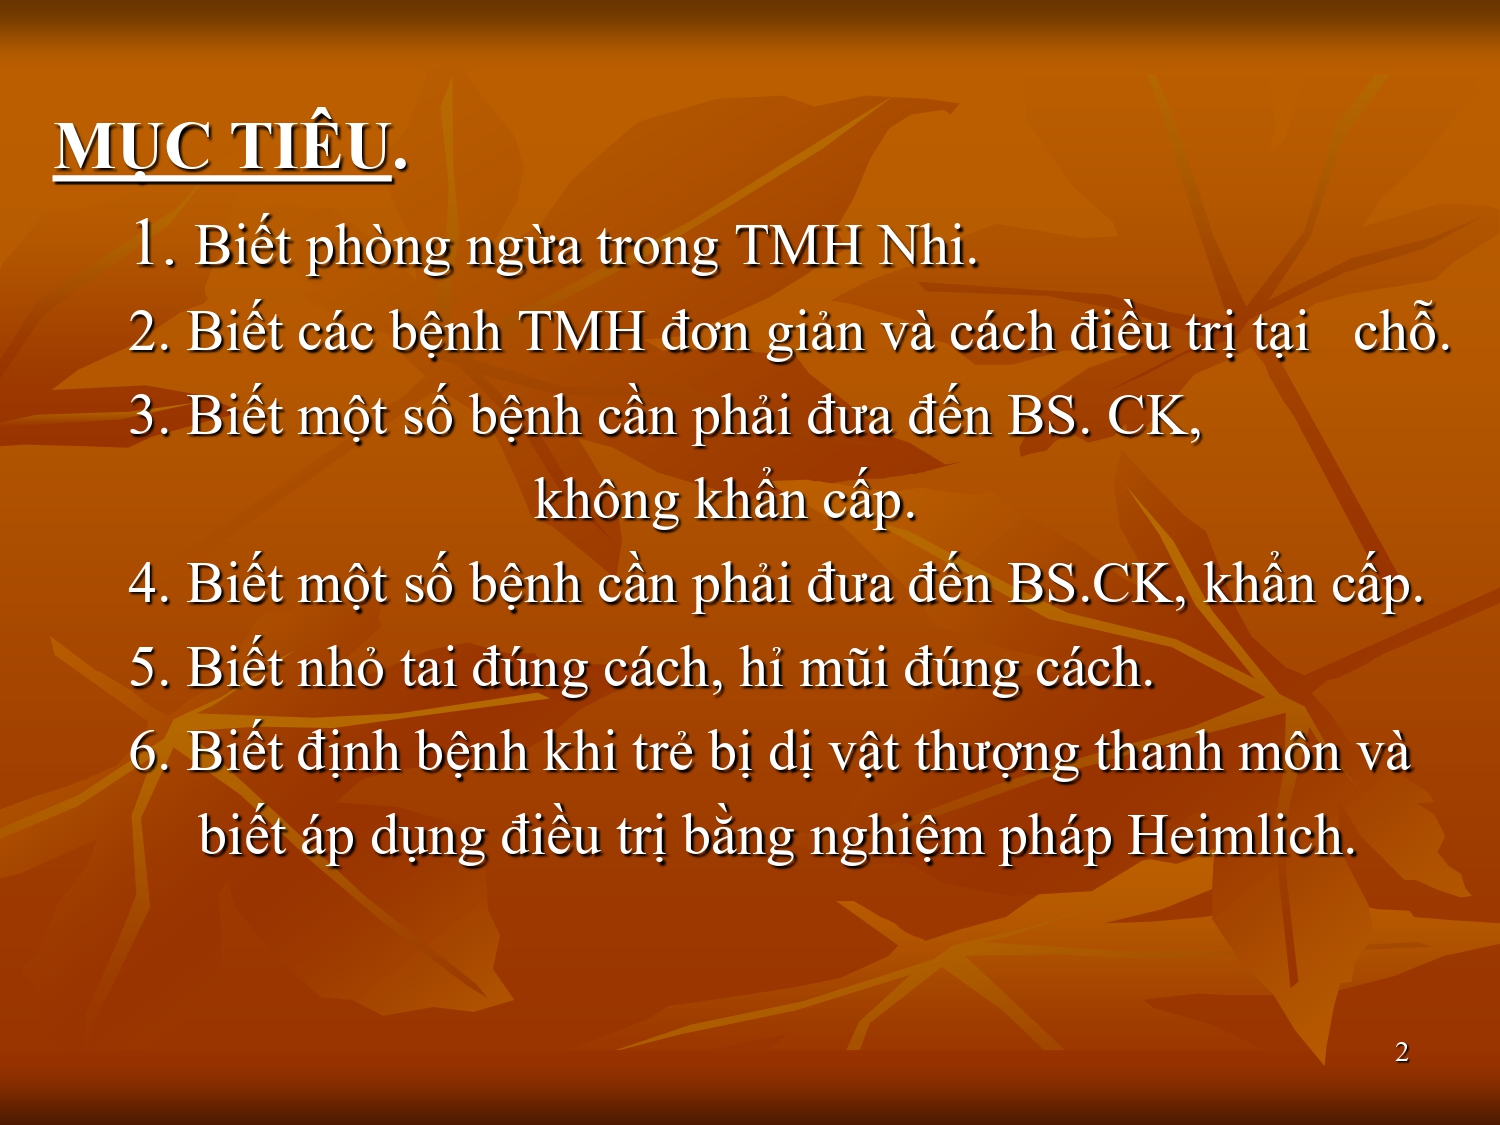 MỤC TIÊU.
1. Biết phòng ngừa trong TMH Nhi.
2. Biết các bệnh TMH đơn giản và cách điều trị tại chỗ.
3. Biết một số bệnh cần phải đưa đến BS. CK,
không khẩn cấp.
4. Biết một số bệnh cần phải đưa đến BS.CK, khẩn cấp.
5. Biết nhỏ tai đúng cách, hỉ mũi đúng cách.
6. Biết định bệnh khi trẻ bị dị vật thượng thanh môn và
biết áp dụng điều trị bằng nghiệm pháp Heimlich.
2